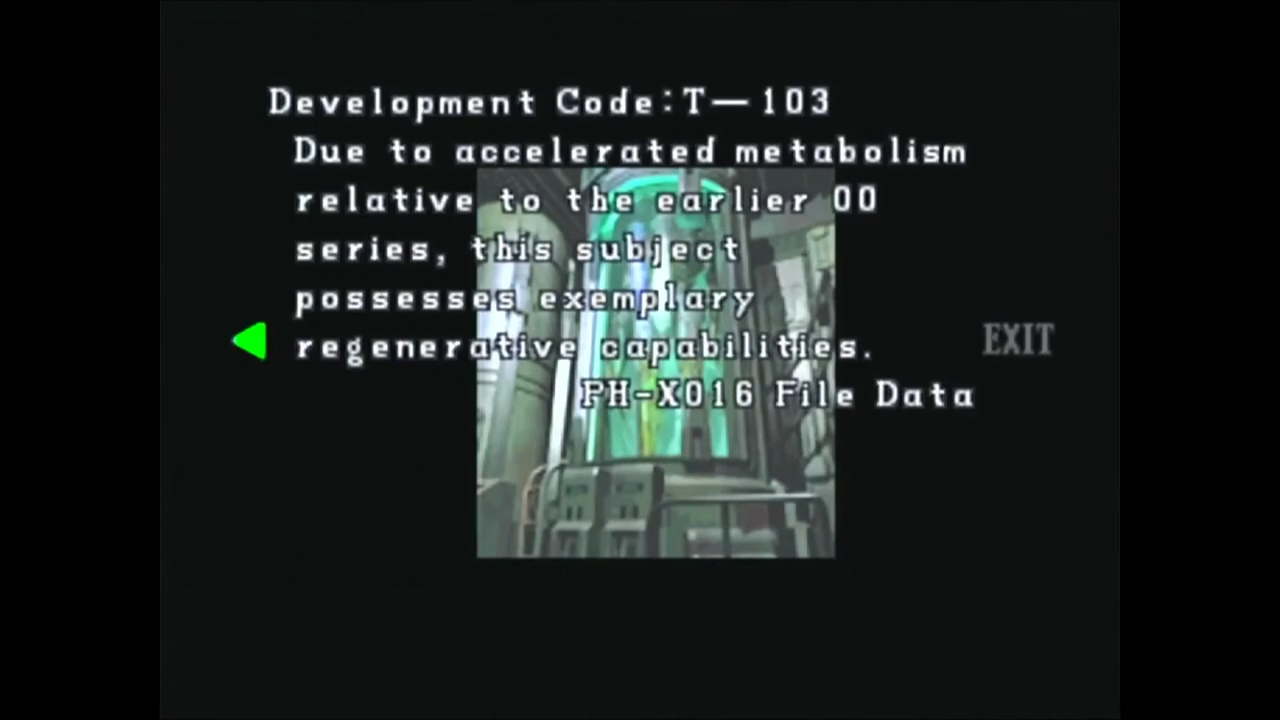 Development Code:T—103
Due to accelerated metabolism
relative to the earlier 00
series, this subject
possesses exemplary
regenerative capabilities.
EXIT
PH-X016 File Data